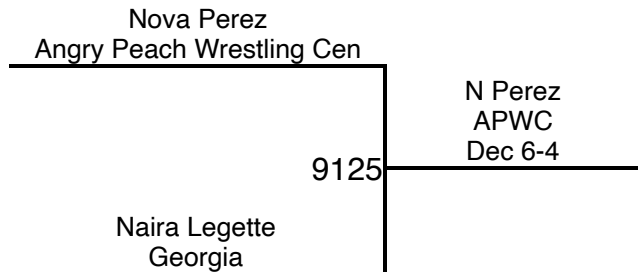 Nova Perez
Angry Peach Wrestling Cen
N Perez
APWC
Dec 6-4
9125
Naira Legette
Georgia